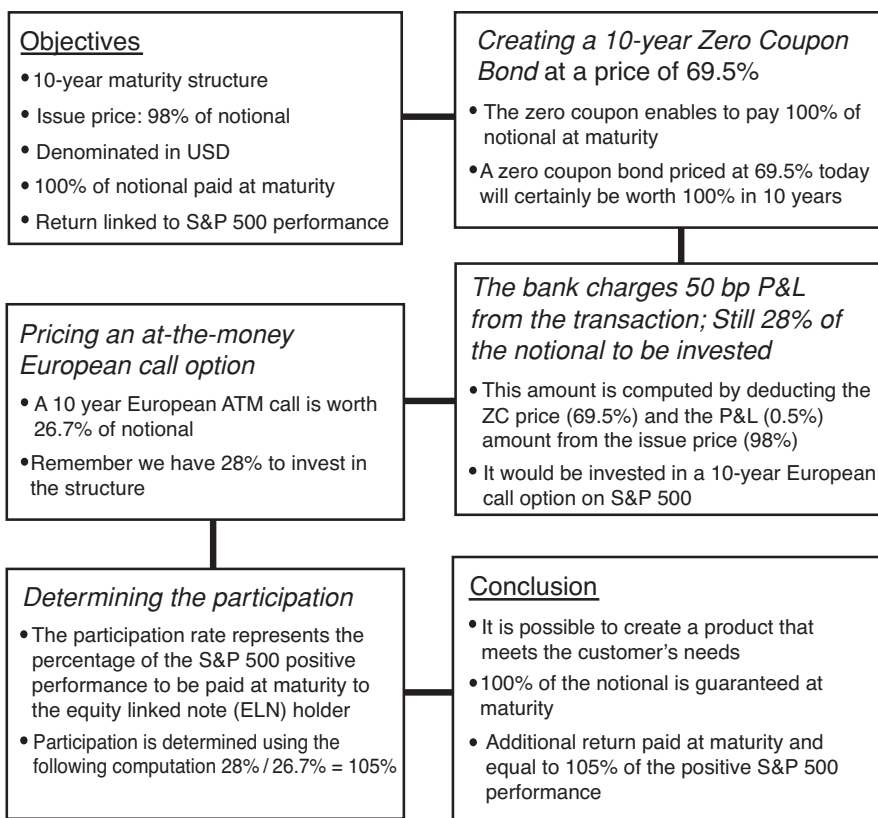 Objectives
• 10-year maturity structure
• Issue price: 98% of notional
• Denominated in USD
• 100% of notional paid at maturity
• Return linked to S&P 500 performance
Creating a 10-year Zero Coupon
Bond at a price of 69.5%
• The zero coupon enables to pay 100% of
notional at maturity
• A zero coupon bond priced at 69.5% today
will certainly be worth 100% in 10 years
The bank charges 50 bp P&L
from the transaction; Still 28% of
the notional to be invested
• This amount is computed by deducting the
ZC price (69.5%) and the P&L (0.5%)
amount from the issue price (98%)
• It would be invested in a 10-year European
call option on S&P 500
Pricing an at-the-money
European call option
• A 10 year European ATM call is worth
26.7% of notional
• Remember we have 28% to invest in
the structure
Determining the participation
• The participation rate represents the
percentage of the S&P 500 positive
performance to be paid at maturity to
the equity linked note (ELN) holder
• Participation is determined using the
following computation 28% / 26.7% = 105%
Conclusion
• It is possible to create a product that
meets the customer's needs
• 100% of the notional is guaranteed at
maturity
• Additional return paid at maturity and
equal to 105% of the positive S&P 500
performance